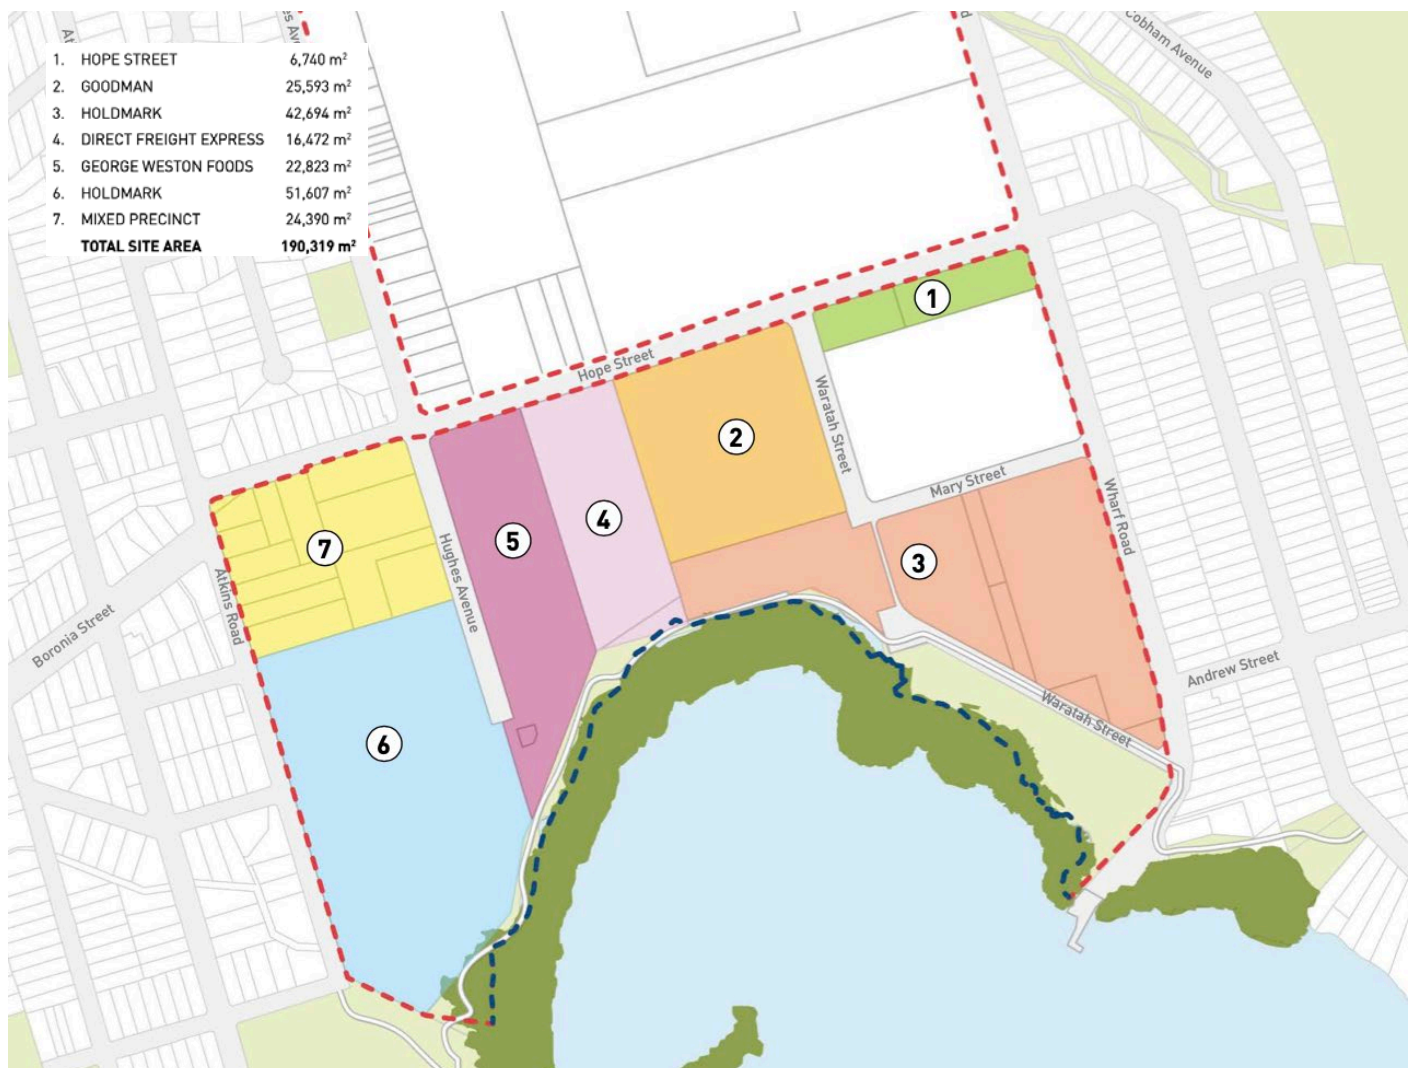 1. HOPE STREET 6,740 m²
2. GOODMAN 25,593 m²
3. HOLDMARK 42,694 m²
4. DIRECT FREIGHT EXPRESS 16,472 m²
5. GEORGE WESTON FOODS 22,823 m²
6. HOLDMARK 51,607 m²
7. MIXED PRECINCT 24,390 m²
TOTAL SITE AREA 190,319 m²
Cobham Avenue
1
Hope Street
Waratah Street
2
Mary Street
Wharf Road
4
5
7
3
Hughes Avenue
Atkins Road
Boronia Street
Andrew Street
Waratah Street
6